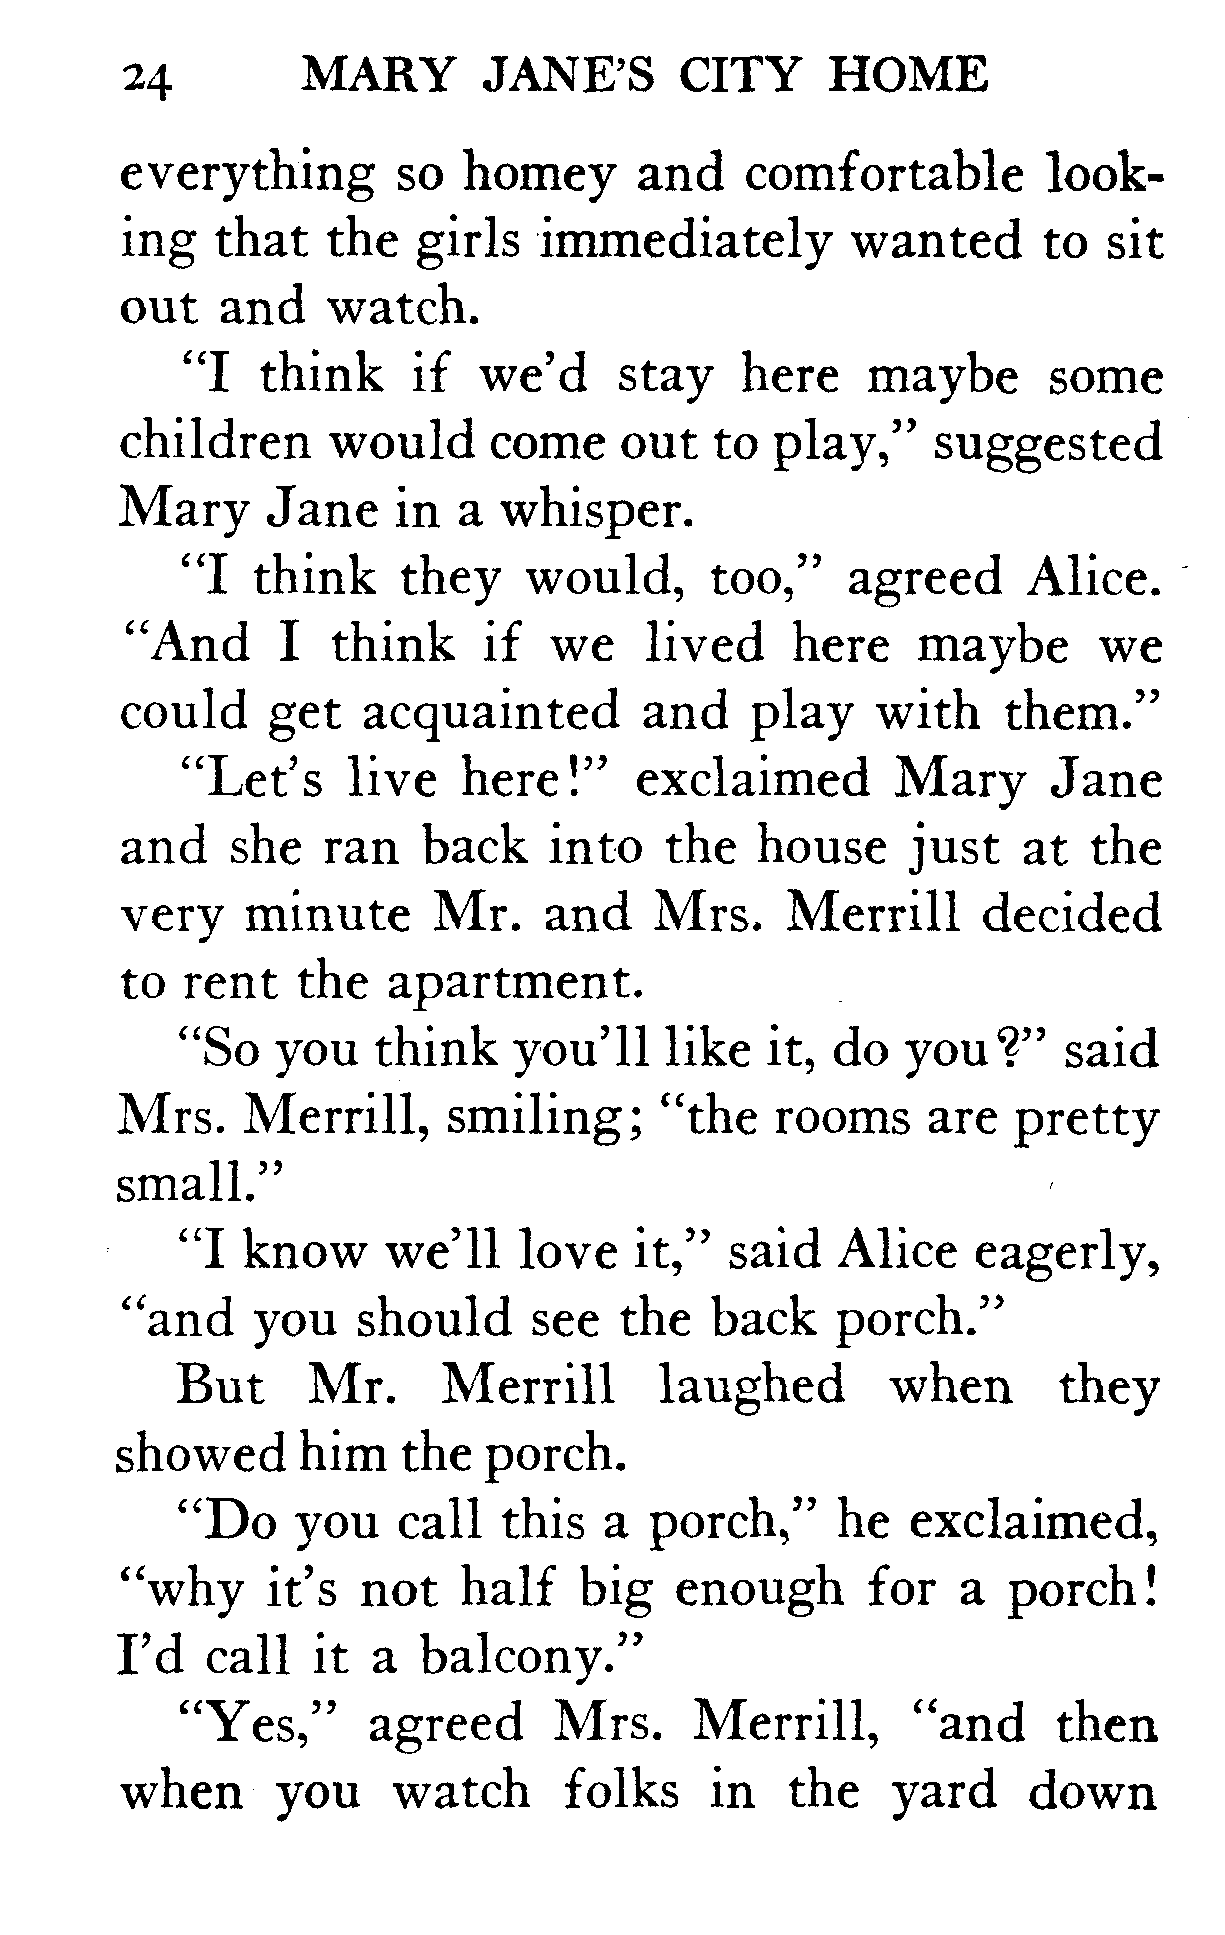 24 MARY JANE'S CITY HOME
everything so homey and comfortable look-
ing that the girls immediately wanted to sit
out and watch.
"I think if we'd stay here maybe some
children would come out to play," suggested
Mary Jane in a whisper.
"I think they would, too," agreed Alice.
"And I think if we lived here maybe we
could get acquainted and play with them."
"Let's live here!" exclaimed Mary Jane
and she ran back into the house just at the
very minute Mr. and Mrs. Merrill decided
to rent the apartment.
"So you think you'll like it, do you?" said
Mrs. Merrill, smiling; "the rooms are pretty
small."
"I know we'll love it," said Alice eagerly,
"and you should see the back porch."
But Mr. Merrill laughed when they
showed him the porch.
"Do you call this a porch," he exclaimed,
"why it's not half big enough for a porch!
I'd call it a balcony."
"Yes," agreed Mrs. Merrill, "and then
when you watch folks in the yard down